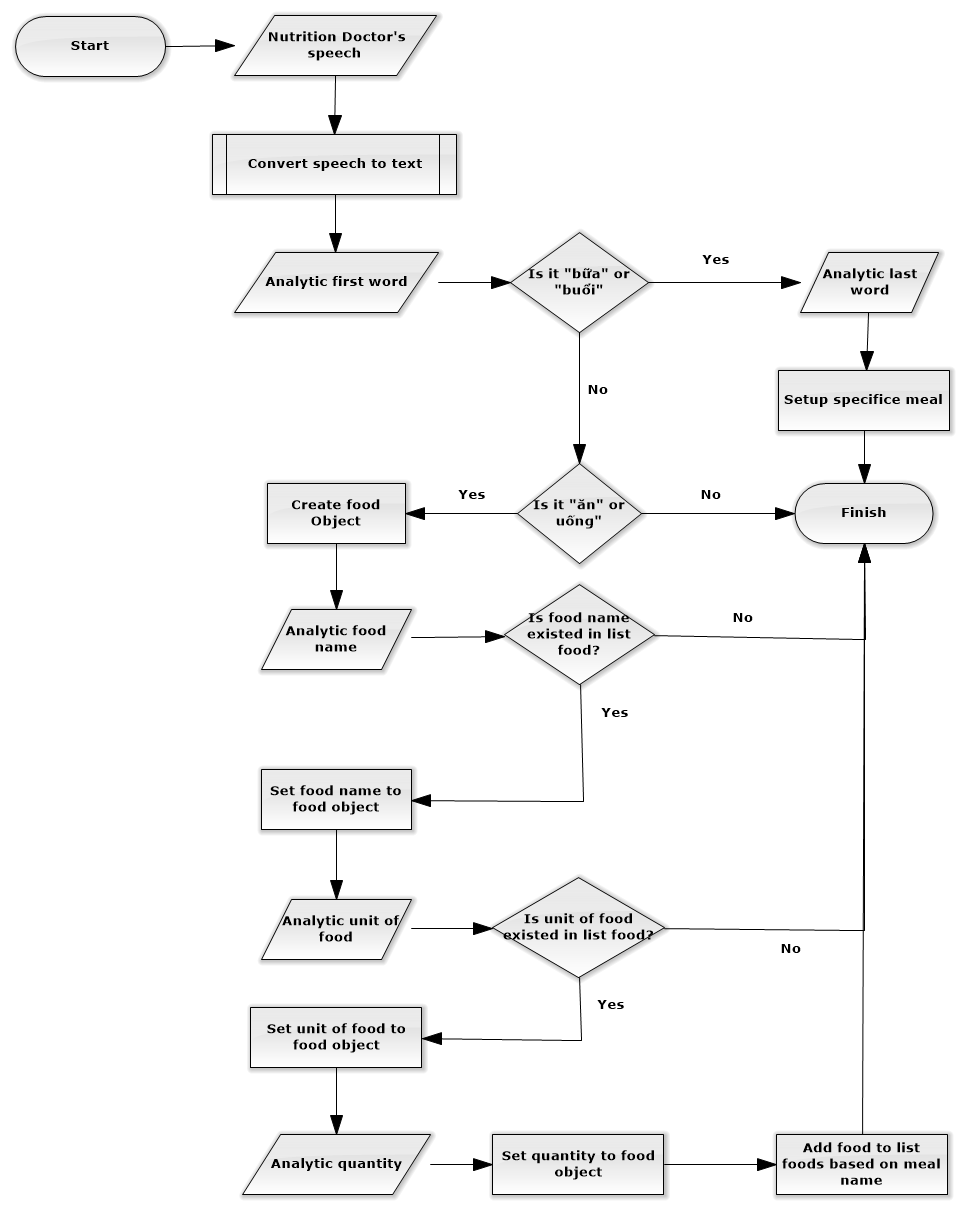 Start
Nutrition Doctor's
speech
Convert speech to text
Analytic first word
Is it "bữa" or
"buổi"
Yes
Analytic last
word
No
Setup specifice meal
Create food
Object
Yes
Is it "ăn" or
uống"
No
Finish
Analytic food
name
Is food name
existed in list
food?
No
Yes
Set food name to
food object
Analytic unit of
food
Is unit of food
existed in list food?
No
Yes
Set unit of food to
food object
Analytic quantity
Set quantity to food
object
Add food to list
foods based on meal
name